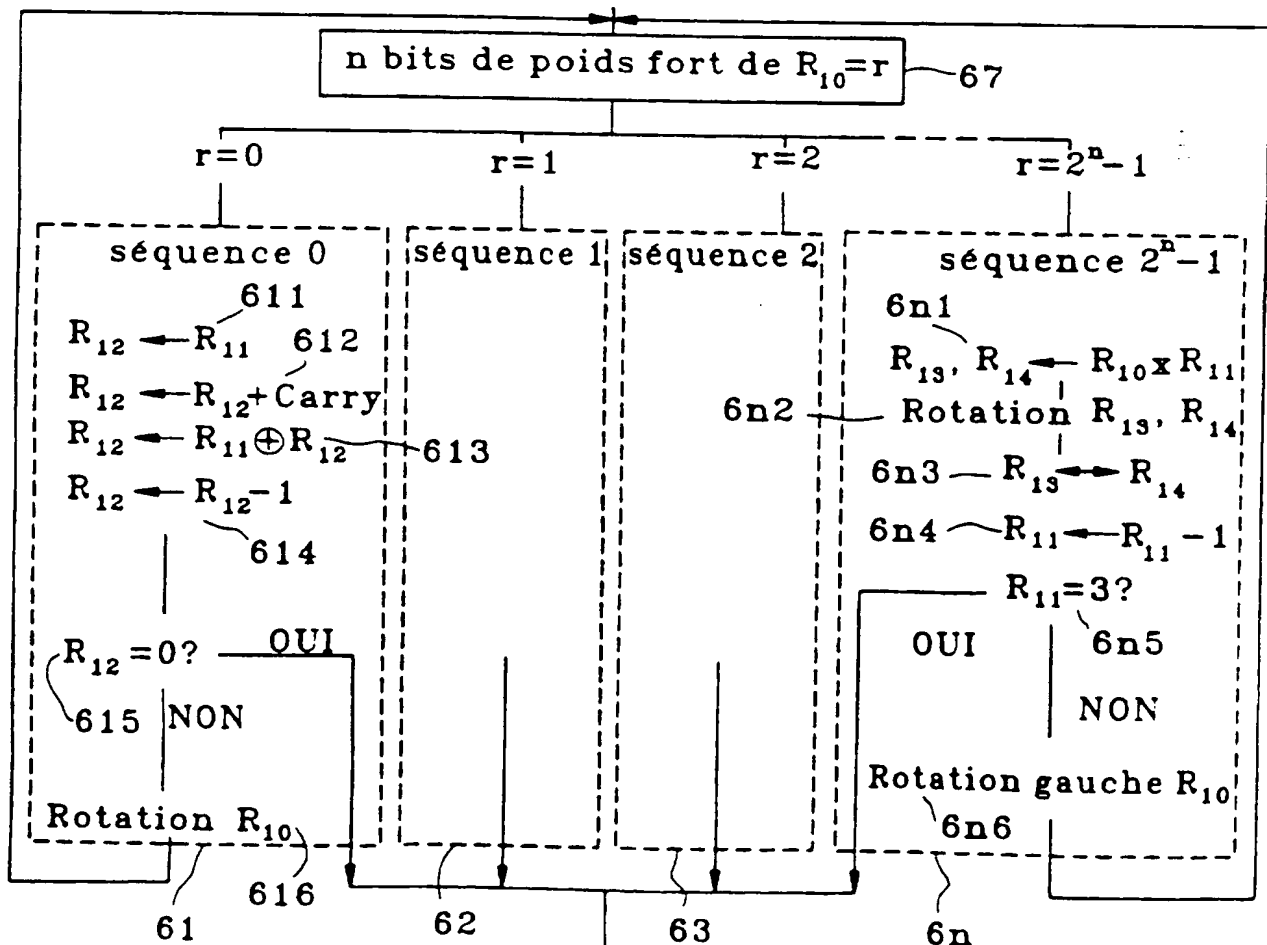 n bits de poids fort de R₁₀=r
67
r=0
r=1
r=2
r=2ⁿ-1
séquence 0
611
R₁₂ ← R₁₁
612
R₁₂ ← R₁₂+Carry
R₁₂ ← R₁₁⊕R₁₂
613
R₁₂ ← R₁₂-1
614
R₁₂=0?
OUI
615
NON
Rotation R₁₀
616
61
séquence 1
62
séquence 2
63
séquence 2ⁿ-1
6n1
R₁₃, R₁₄ ← R₁₀xR₁₁
6n2
Rotation R₁₃, R₁₄
6n3
R₁₃ ↔ R₁₄
6n4
R₁₁ ← R₁₁-1
R₁₁=3?
OUI
6n5
NON
Rotation gauche R₁₀
6n6
6n